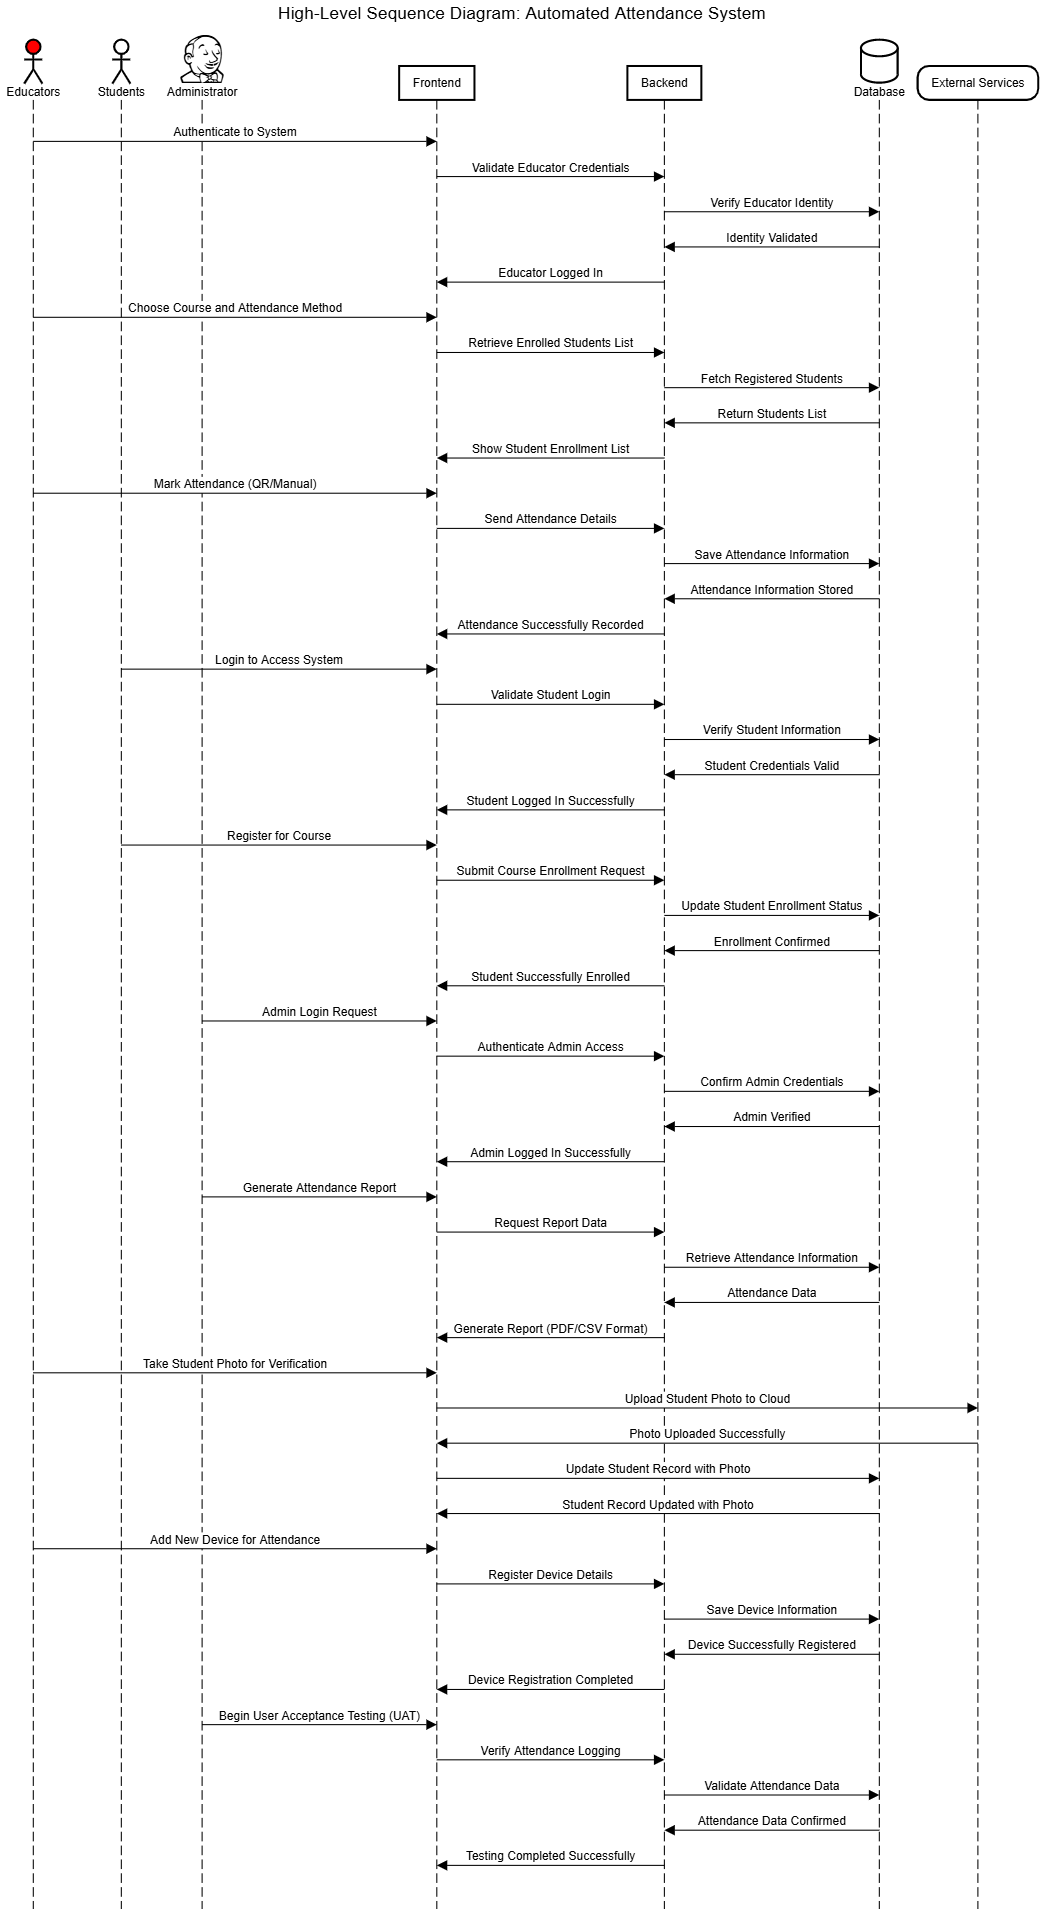 High-Level Sequence Diagram: Automated Attendance System
Educators
Students
Administrator
Frontend
Backend
Database
External Services
Authenticate to System
Validate Educator Credentials
Verify Educator Identity
Identity Validated
Educator Logged In
Choose Course and Attendance Method
Retrieve Enrolled Students List
Fetch Registered Students
Return Students List
Show Student Enrollment List
Mark Attendance (QR/Manual)
Send Attendance Details
Save Attendance Information
Attendance Information Stored
Attendance Successfully Recorded
Login to Access System
Validate Student Login
Verify Student Information
Student Credentials Valid
Student Logged In Successfully
Register for Course
Submit Course Enrollment Request
Update Student Enrollment Status
Enrollment Confirmed
Student Successfully Enrolled
Admin Login Request
Authenticate Admin Access
Confirm Admin Credentials
Admin Verified
Admin Logged In Successfully
Generate Attendance Report
Request Report Data
Retrieve Attendance Information
Attendance Data
Generate Report (PDF/CSV Format)
Take Student Photo for Verification
Upload Student Photo to Cloud
Photo Uploaded Successfully
Update Student Record with Photo
Student Record Updated with Photo
Add New Device for Attendance
Register Device Details
Save Device Information
Device Successfully Registered
Device Registration Completed
Begin User Acceptance Testing (UAT)
Verify Attendance Logging
Validate Attendance Data
Attendance Data Confirmed
Testing Completed Successfully